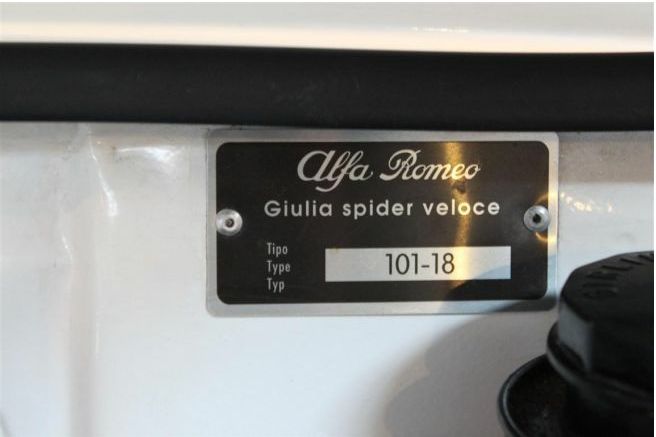 Alfa Romeo
Giulia spider veloce
Tipo
Type
Typ
101-18